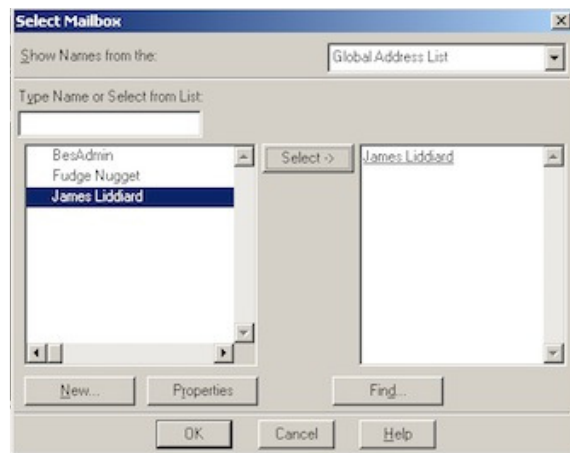 Select Mailbox
Show Names from the:
Global Address List
Type Name or Select from List:
BesAdmin
Fudge Nugget
James Liddiard
Select ->
James Liddiard
New...
Properties
Find...
OK
Cancel
Help